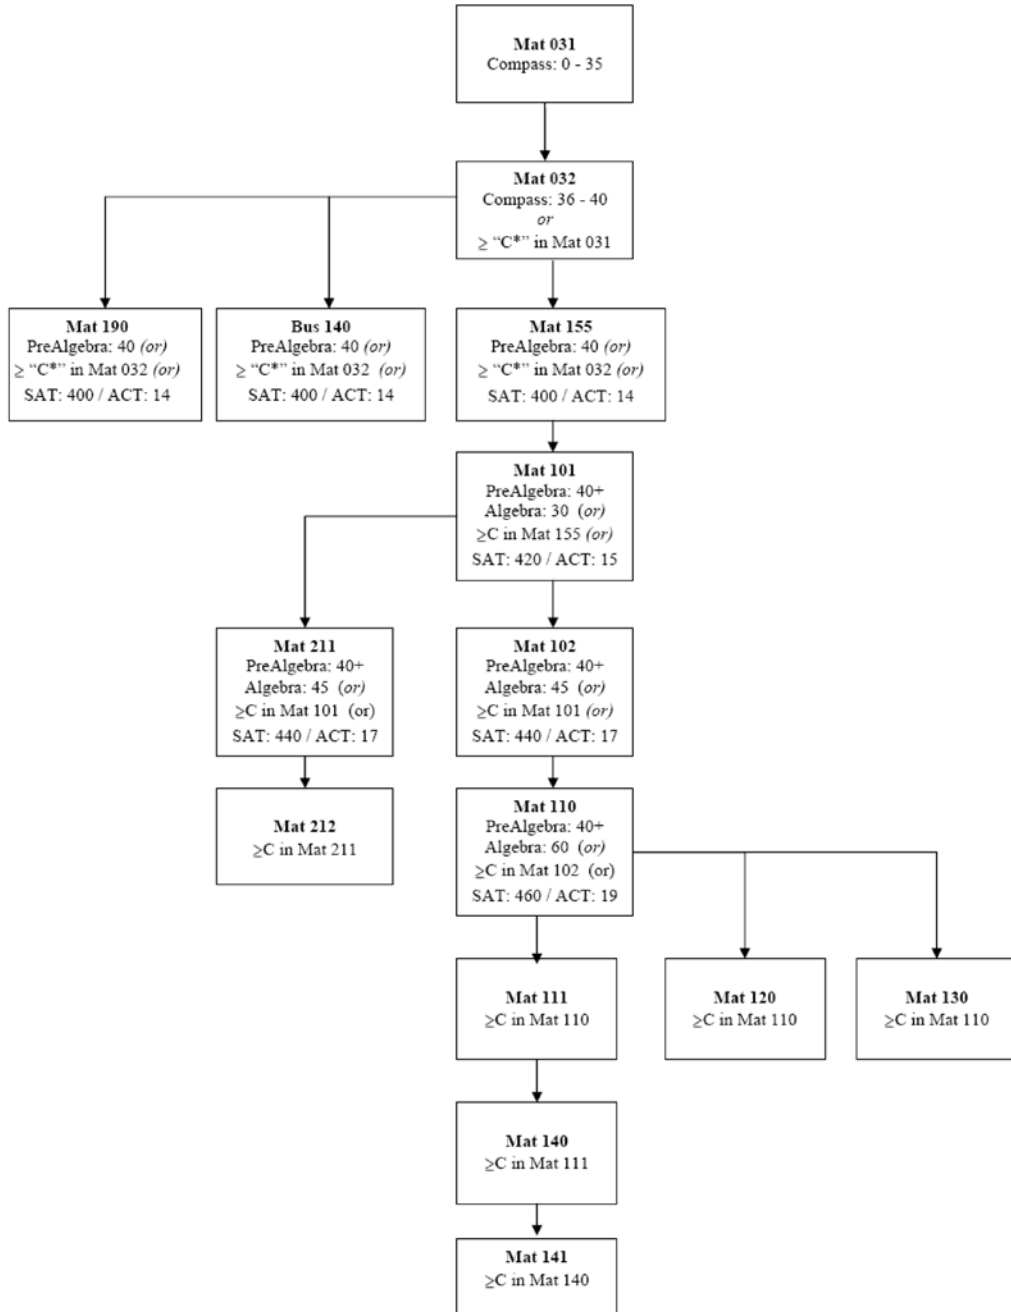 Mat 031
Compass: 0 - 35
Mat 032
Compass: 36 - 40
or
≥ “C*” in Mat 031
Mat 190
PreAlgebra: 40 (or)
≥ “C*” in Mat 032 (or)
SAT: 400 / ACT: 14
Bus 140
PreAlgebra: 40 (or)
≥ “C*” in Mat 032 (or)
SAT: 400 / ACT: 14
Mat 155
PreAlgebra: 40 (or)
≥ “C*” in Mat 032 (or)
SAT: 400 / ACT: 14
Mat 101
PreAlgebra: 40+
Algebra: 30 (or)
≥C in Mat 155 (or)
SAT: 420 / ACT: 15
Mat 211
PreAlgebra: 40+
Algebra: 45 (or)
≥C in Mat 101 (or)
SAT: 440 / ACT: 17
Mat 102
PreAlgebra: 40+
Algebra: 45 (or)
≥C in Mat 101 (or)
SAT: 440 / ACT: 17
Mat 212
≥C in Mat 211
Mat 110
PreAlgebra: 40+
Algebra: 60 (or)
≥C in Mat 102 (or)
SAT: 460 / ACT: 19
Mat 111
≥C in Mat 110
Mat 120
≥C in Mat 110
Mat 130
≥C in Mat 110
Mat 140
≥C in Mat 111
Mat 141
≥C in Mat 140